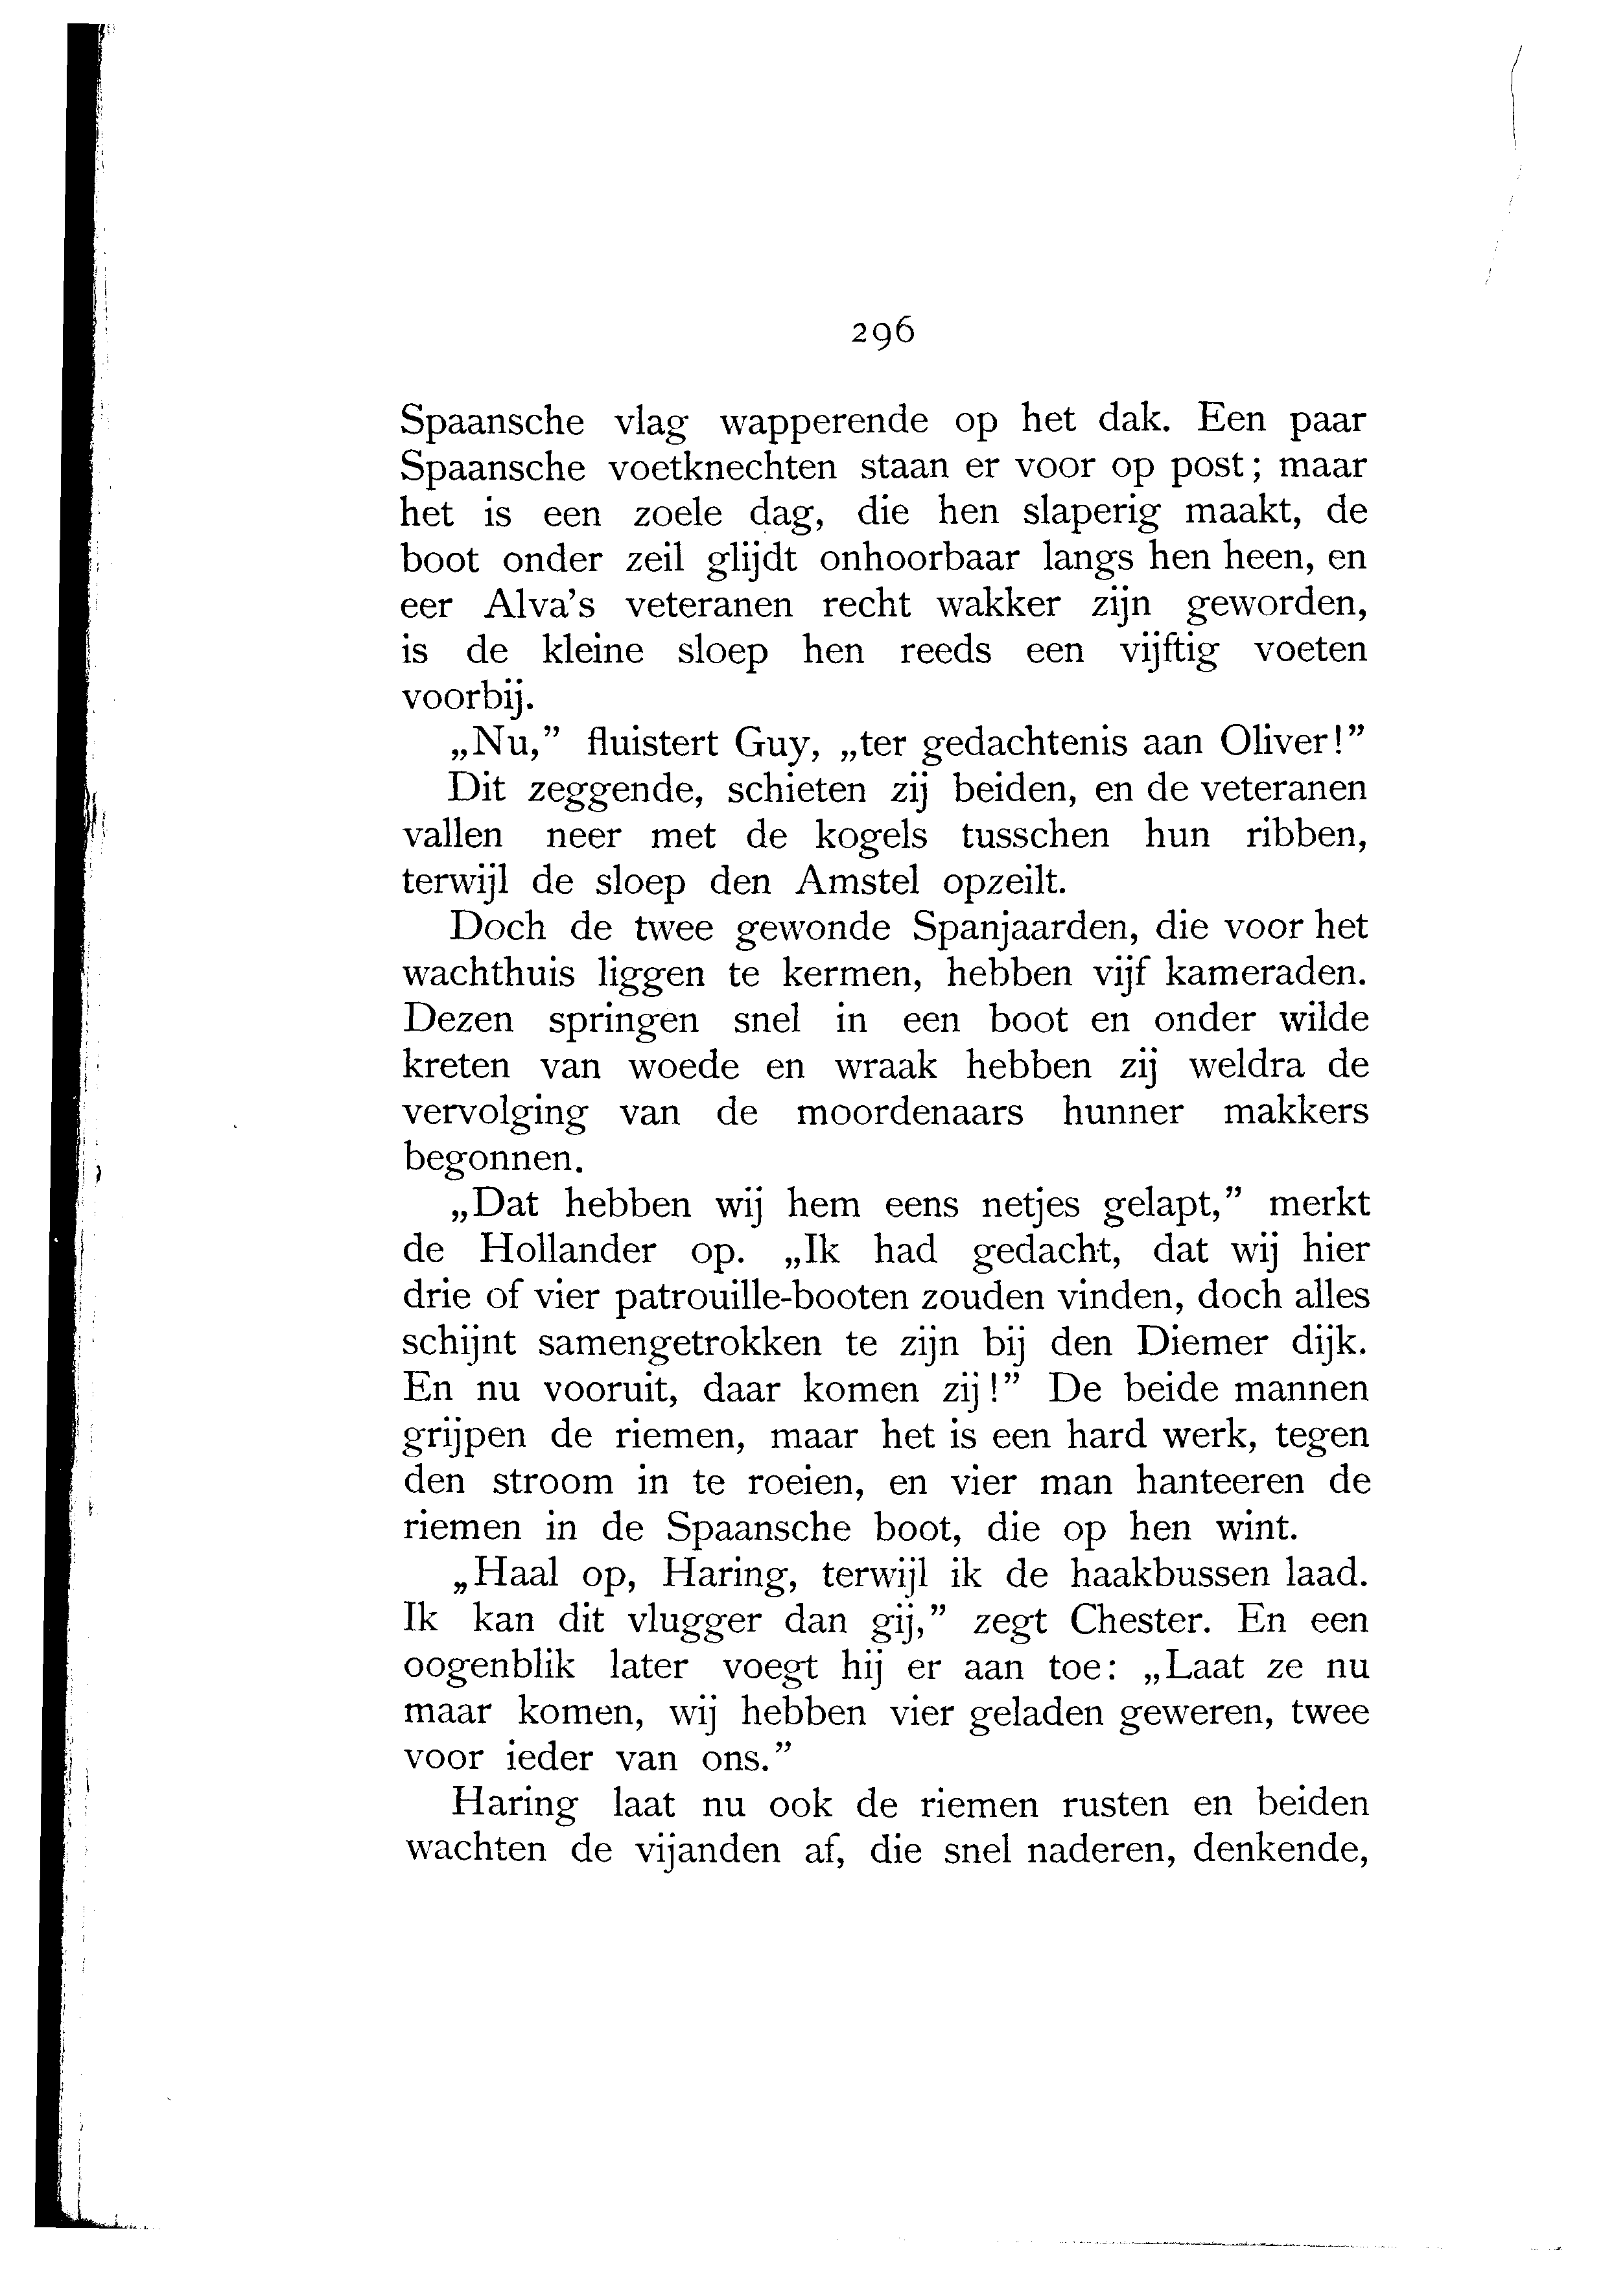 296
Spaansche vlag wapperende op het dak. Een paar
Spaansche voetknechten staan er voor op post; maar
het is een zoele dag, die hen slaperig maakt, de
boot onder zeil glijdt onhoorbaar langs hen heen, en
eer Alva's veteranen recht wakker zijn geworden,
is de kleine sloep hen reeds een vijftig voeten
voorbij.
„Nu,” fluistert Guy, „ter gedachtenis aan Oliver!”
Dit zeggende, schieten zij beiden, en de veteranen
vallen neer met de kogels tusschen hun ribben,
terwijl de sloep den Amstel opzeilt.
Doch de twee gewonde Spanjaarden, die voor het
wachthuis liggen te kermen, hebben vijf kameraden.
Dezen springen snel in een boot en onder wilde
kreten van woede en wraak hebben zij weldra de
vervolging van de moordenaars hunner makkers
begonnen.
„Dat hebben wij hem eens netjes gelapt,” merkt
de Hollander op. „Ik had gedacht, dat wij hier
drie of vier patrouille-booten zouden vinden, doch alles
schijnt samengetrokken te zijn bij den Diemer dijk.
En nu vooruit, daar komen zij!” De beide mannen
grijpen de riemen, maar het is een hard werk, tegen
den stroom in te roeien, en vier man hanteeren de
riemen in de Spaansche boot, die op hen wint.
„Haal op, Haring, terwijl ik de haakbussen laad.
Ik kan dit vlugger dan gij,” zegt Chester. En een
oogenblik later voegt hij er aan toe: „Laat ze nu
maar komen, wij hebben vier geladen geweren, twee
voor ieder van ons.”
Haring laat nu ook de riemen rusten en beiden
wachten de vijanden af, die snel naderen, denkende,